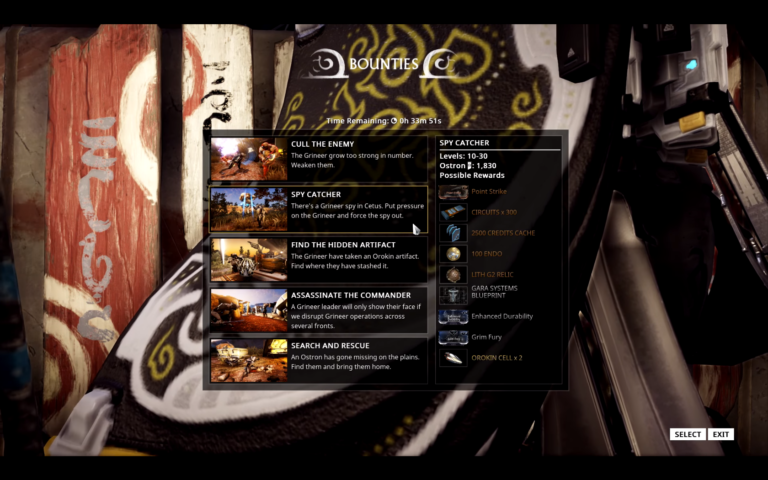 BOUNTIES
Time Remaining: 0h 33m 51s
CULL THE ENEMY
The Grineer grow too strong in number.
Weaken them.
SPY CATCHER
There's a Grineer spy in Cetus. Put pressure
on the Grineer and force the spy out.
FIND THE HIDDEN ARTIFACT
The Grineer have taken an Orokin artifact.
Find where they have stashed it.
ASSASSINATE THE COMMANDER
A Grineer leader will only show their face if
we disrupt Grineer operations across
several fronts.
SEARCH AND RESCUE
An Ostron has gone missing on the plains.
Find them and bring them home.
SPY CATCHER
Levels: 10-30
Ostron : 1,830
Possible Rewards
Point Strike
CIRCUITS x 300
2500 CREDITS CACHE
100 ENDO
LITH G2 RELIC
GARA SYSTEMS
BLUEPRINT
Enhanced Durability
Grim Fury
OROKIN CELL x 2
SELECT
EXIT